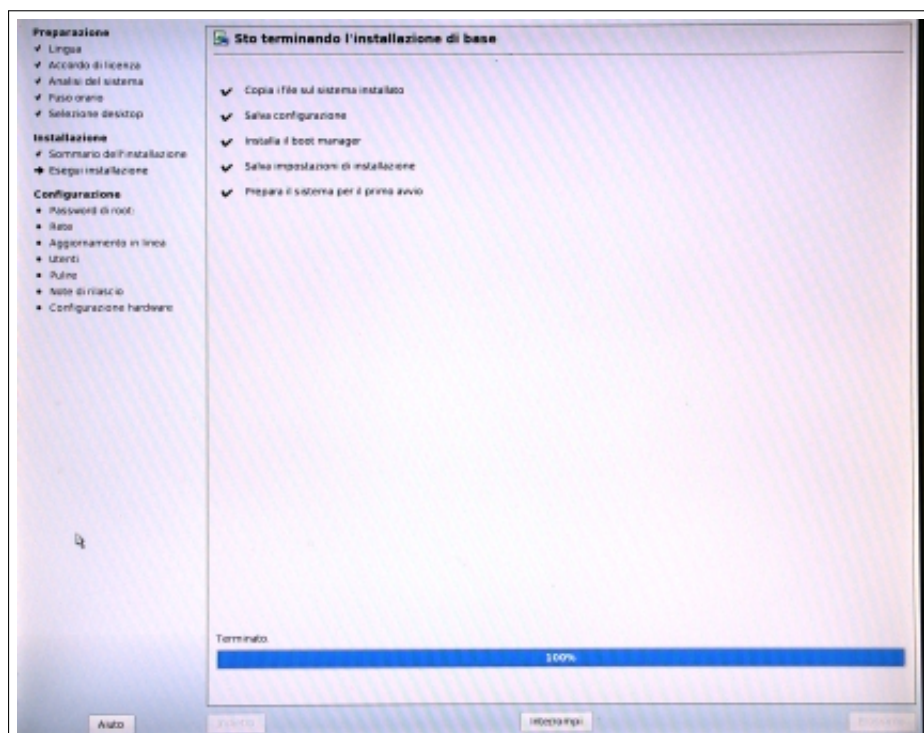 Preparazione
Lingua
Accordo di licenza
Analisi del sistema
Fuso orario
Selezione desktop
Installazione
Sommario dell'installazione
Esegui installazione
Configurazione
Password di root
Rete
Aggiornamento in linea
Utenti
Pulire
Note di rilascio
Configurazione hardware
Sto terminando l'installazione di base
Copia i file sul sistema installato
Salva configurazione
Installa il boot manager
Salva impostazioni di installazione
Prepara il sistema per il primo avvio
Terminato.
100%
Aiuto
Indietro
Interrompi